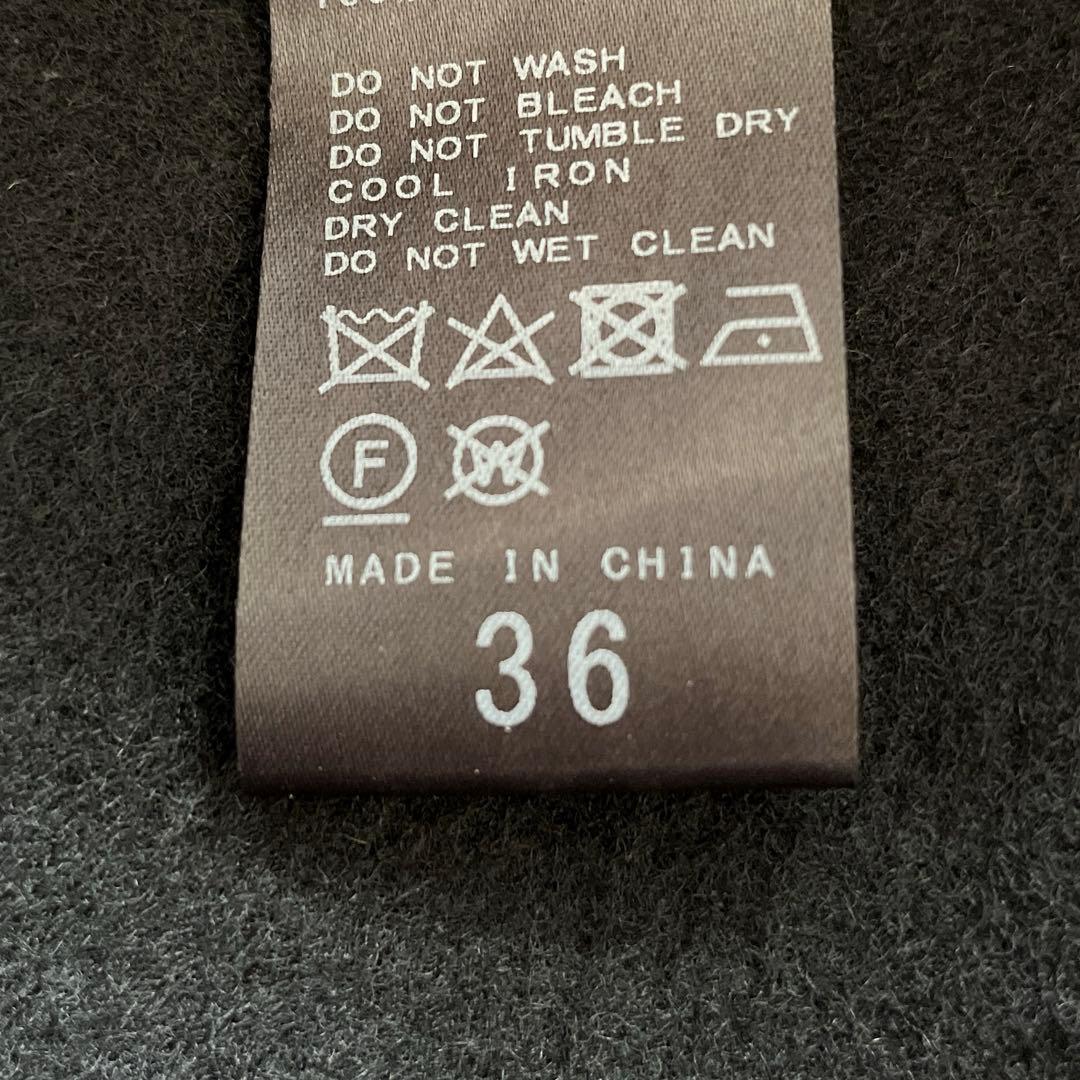 DO NOT WASH
DO NOT BLEACH
DO NOT TUMBLE DRY
COOL IRON
DRY CLEAN
DO NOT WET CLEAN
F W
MADE IN CHINA
36